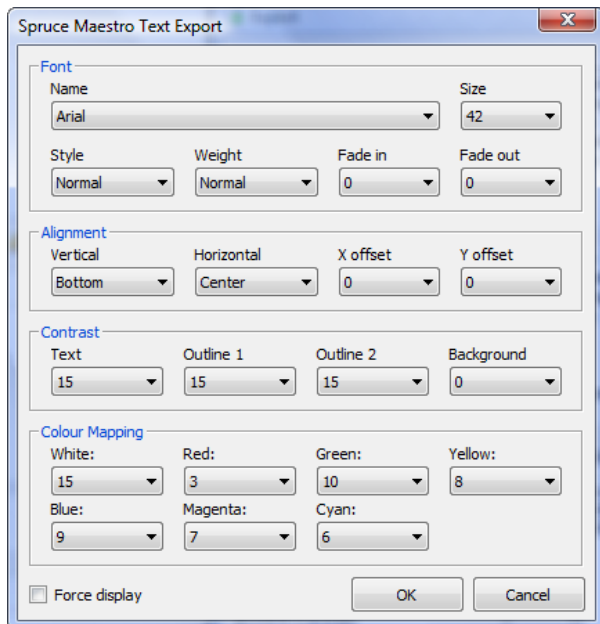 Spruce Maestro Text Export
Font
Name Size
Arial 42
Style Weight Fade in Fade out
Normal Normal 0 0
Alignment
Vertical Horizontal X offset Y offset
Bottom Center 0 0
Contrast
Text Outline 1 Outline 2 Background
15 15 15 0
Colour Mapping
White: Red: Green: Yellow:
15 3 10 8
Blue: Magenta: Cyan:
9 7 6
Force display OK Cancel